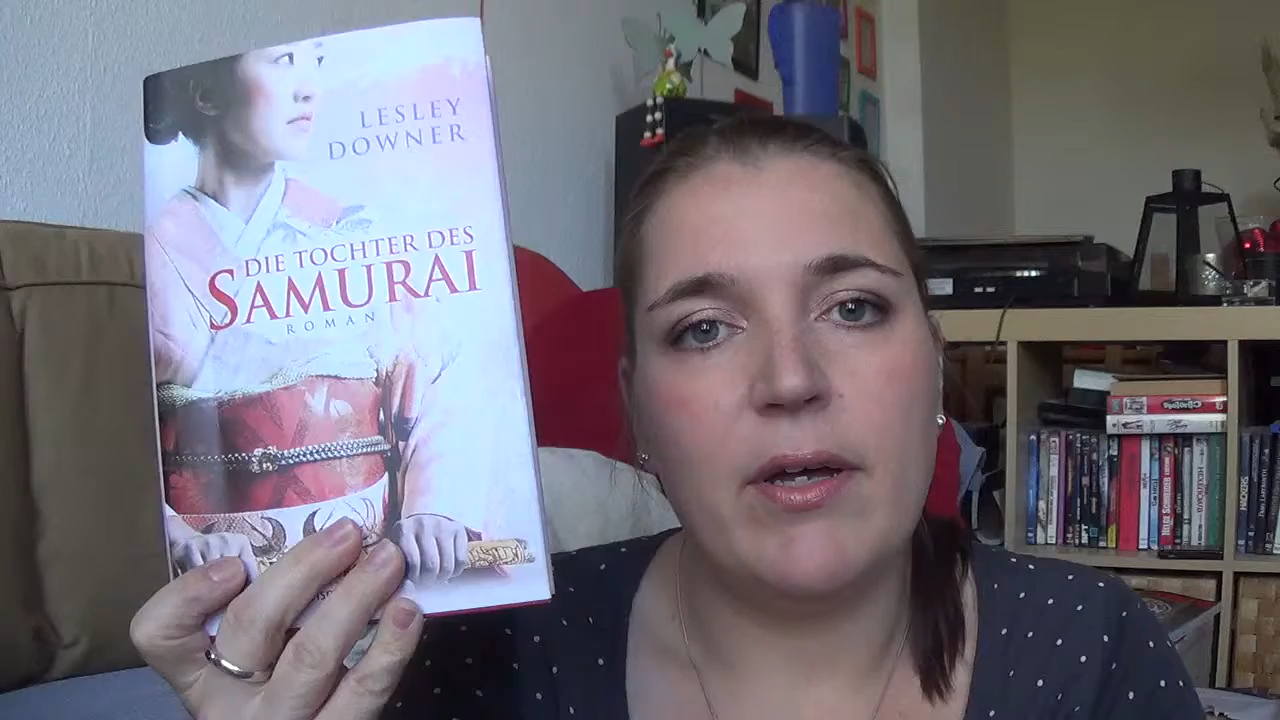 LESLEY
DOWNER
DIE TOCHTER DES
SAMURAI
ROMAN